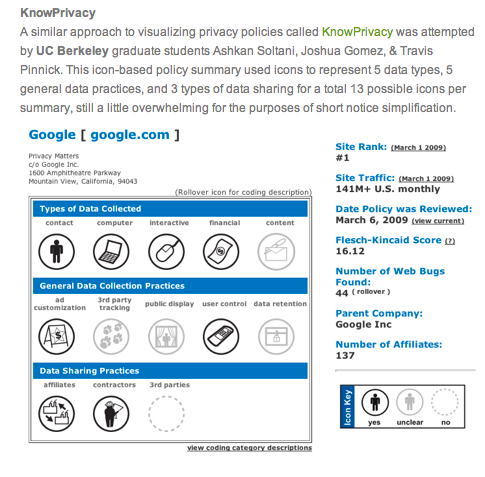 KnowPrivacy
A similar approach to visualizing privacy policies called KnowPrivacy was attempted
by UC Berkeley graduate students Ashkan Soltani, Joshua Gomez, & Travis
Pinnick. This icon-based policy summary used icons to represent 5 data types, 5
general data practices, and 3 types of data sharing for a total 13 possible icons per
summary, still a little overwhelming for the purposes of short notice simplification.
Google [ google.com ]
Privacy Matters
c/o Google Inc.
1600 Amphitheatre Parkway
Mountain View, California, 94043
(Rollover icon for coding description)
Types of Data Collected
contact computer interactive financial content
General Data Collection Practices
ad customization 3rd party tracking public display user control data retention
Data Sharing Practices
affiliates contractors 3rd parties
view coding category descriptions
Site Rank: (March 1 2009)
#1
Site Traffic: (March 1 2009)
141M+ U.S. monthly
Date Policy was Reviewed:
March 6, 2009 (view current)
Flesch-Kincaid Score (?)
16.12
Number of Web Bugs
Found:
44 ( rollover )
Parent Company:
Google Inc
Number of Affiliates:
137
Icon Key
yes unclear no